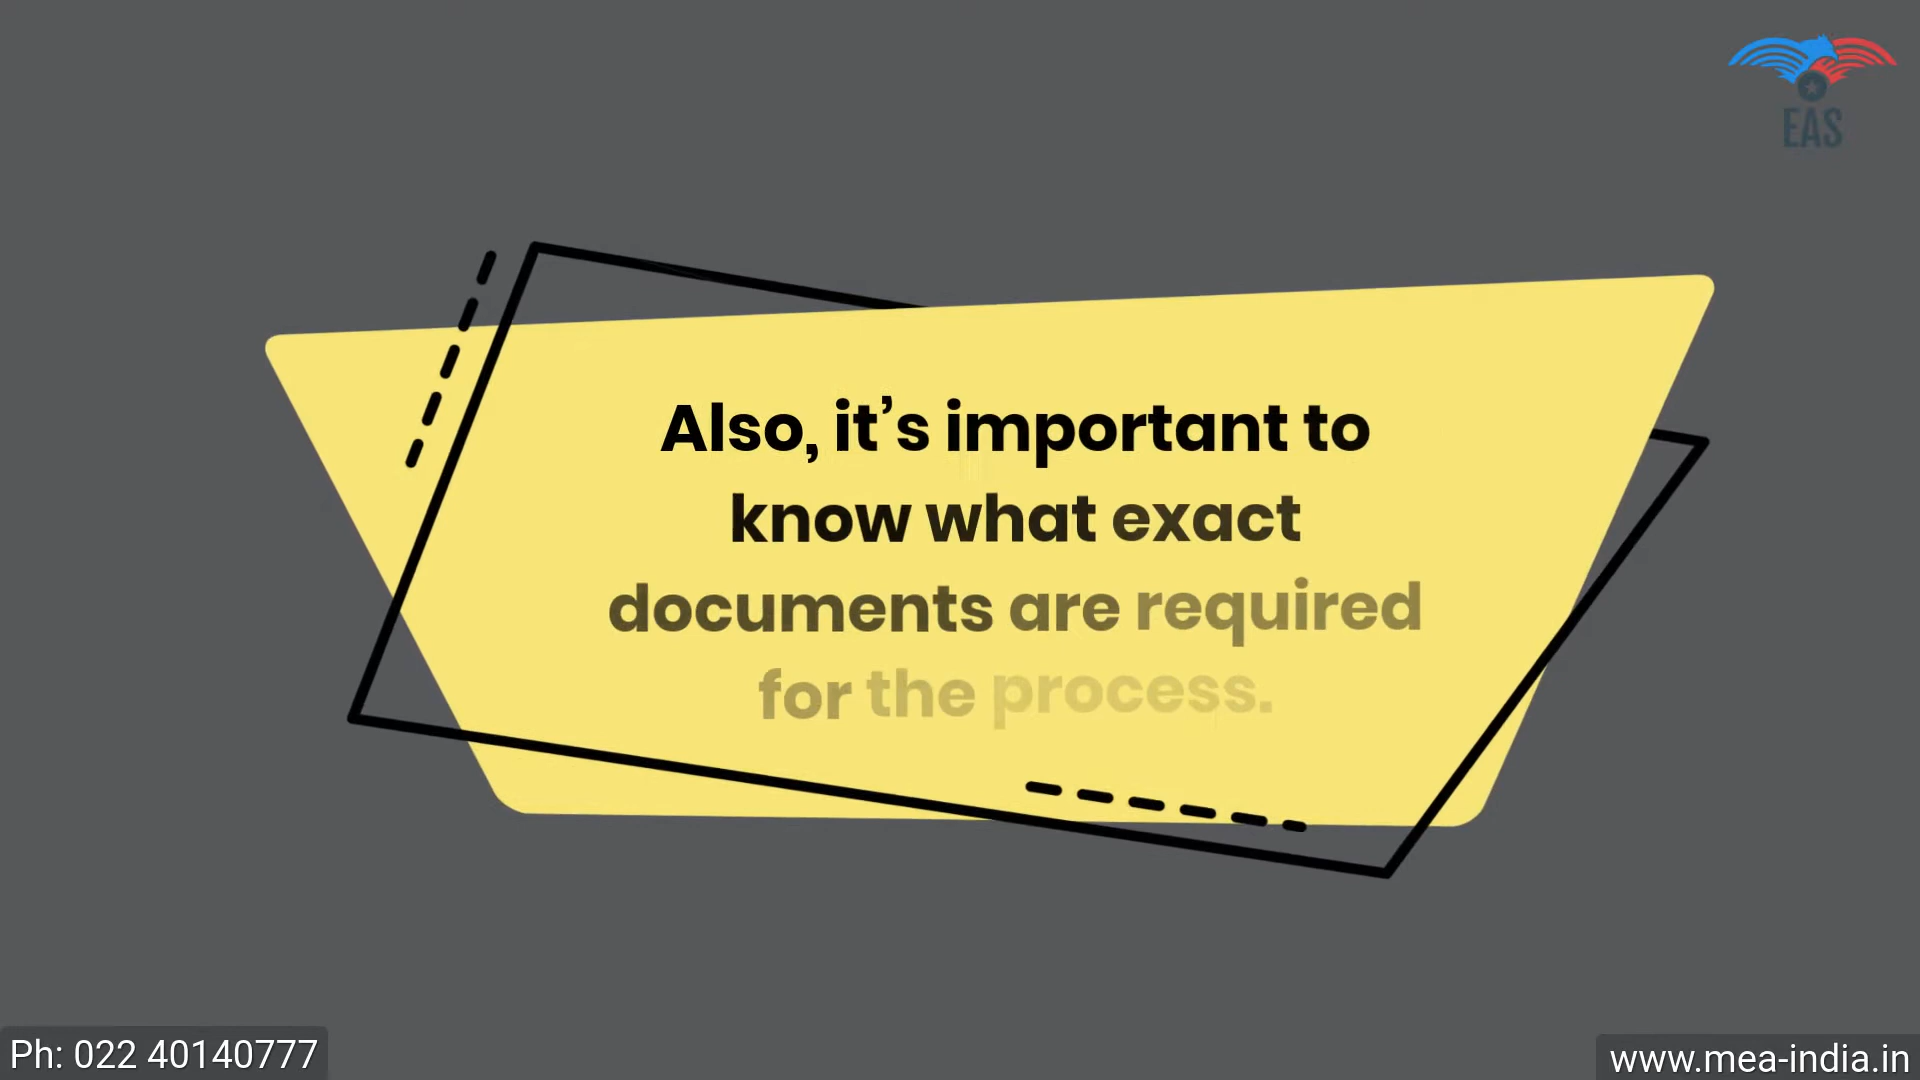 EAS
Also, it’s important to
know what exact
documents are required
for the process.
Ph: 022 40140777
www.mea-india.in